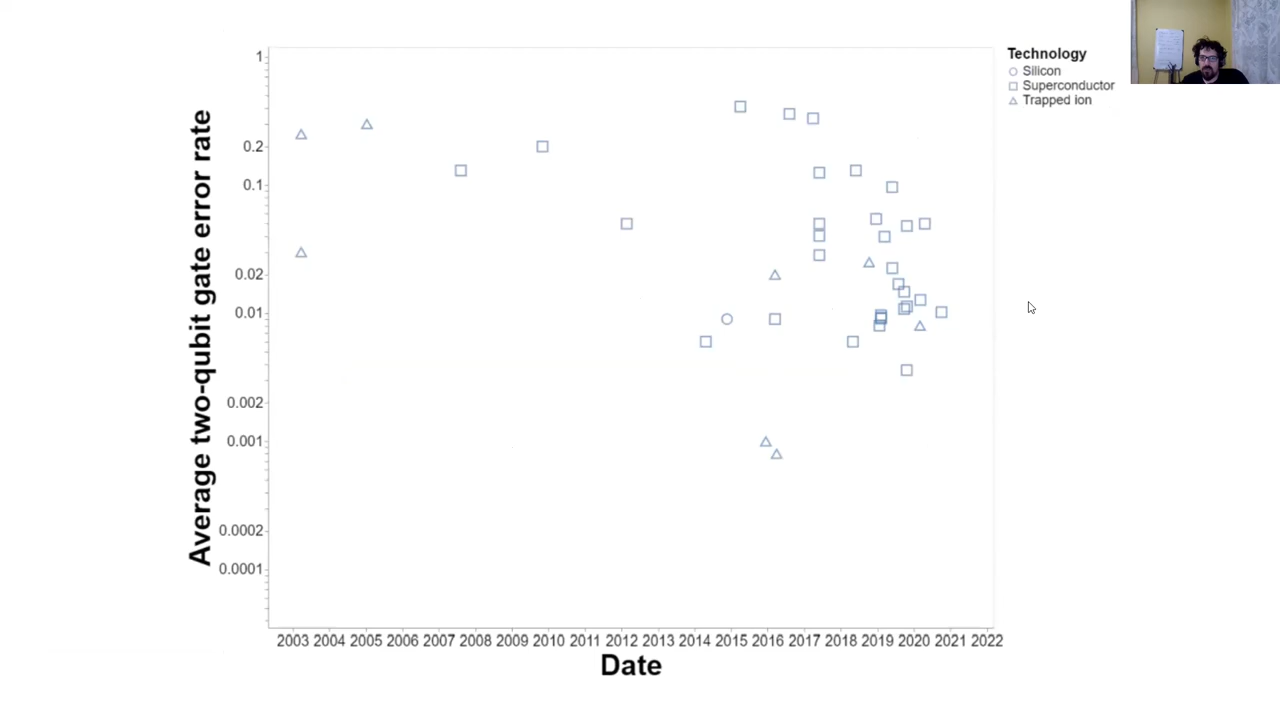 Average two-qubit gate error rate
1
0.2
0.1
0.02
0.01
0.002
0.001
0.0002
0.0001
2003 2004 2005 2006 2007 2008 2009 2010 2011 2012 2013 2014 2015 2016 2017 2018 2019 2020 2021 2022
Date
Technology
Silicon
Superconductor
Trapped ion